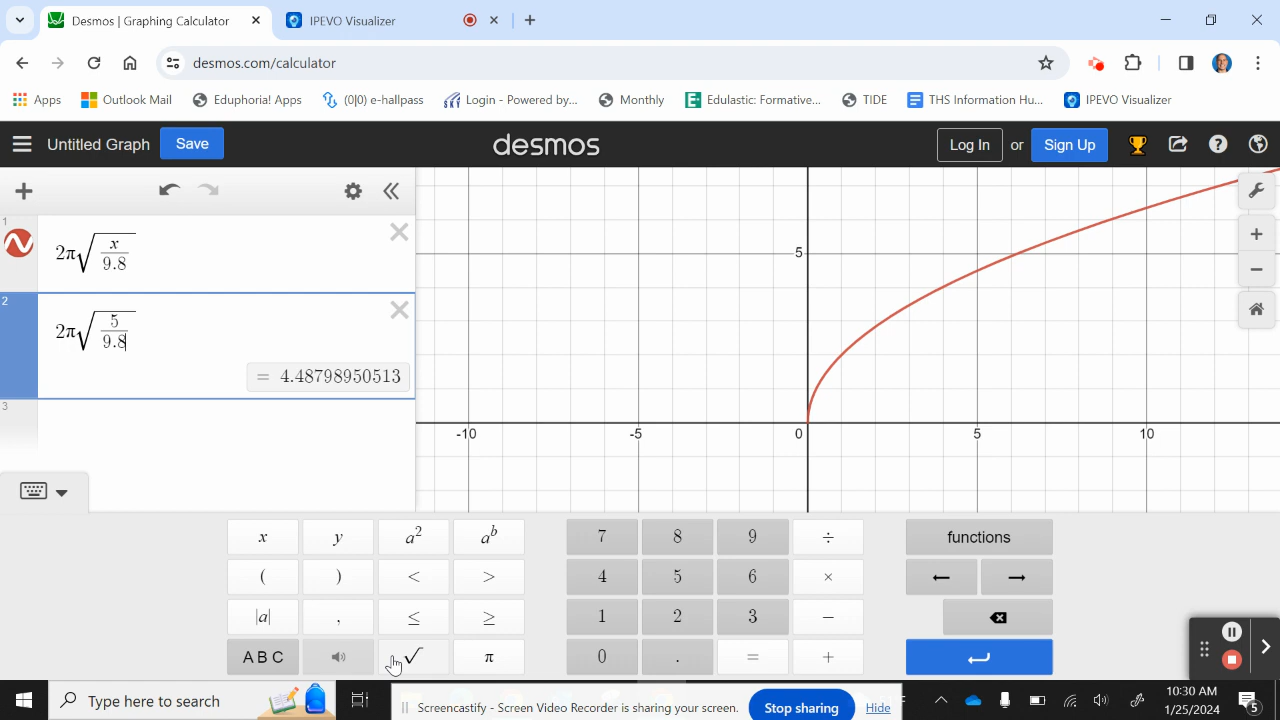 Desmos | Graphing Calculator
IPEVO Visualizer
desmos.com/calculator
Apps
Outlook Mail
eduphoria! Apps
(0|0) e-hallpass
Login - Powered by...
Monthly
Edulastic: Formative...
TIDE
THS Information Hu...
IPEVO Visualizer
Untitled Graph
Save
desmos
Log In
or
Sign Up
1
2π√(x/9.8)
2
2π√(5/9.8)
= 4.48798950513
3
5
-10
-5
0
5
10
x
y
a²
aᵇ
7
8
9
÷
functions
(
)
<
>
4
5
6
×
←
→
|a|
,
≤
≥
1
2
3
−
A B C
√
π
0
.
=
+
Type here to search
Screencastify - Screen Video Recorder is sharing your screen.
Stop sharing
Hide
10:30 AM
1/25/2024
5